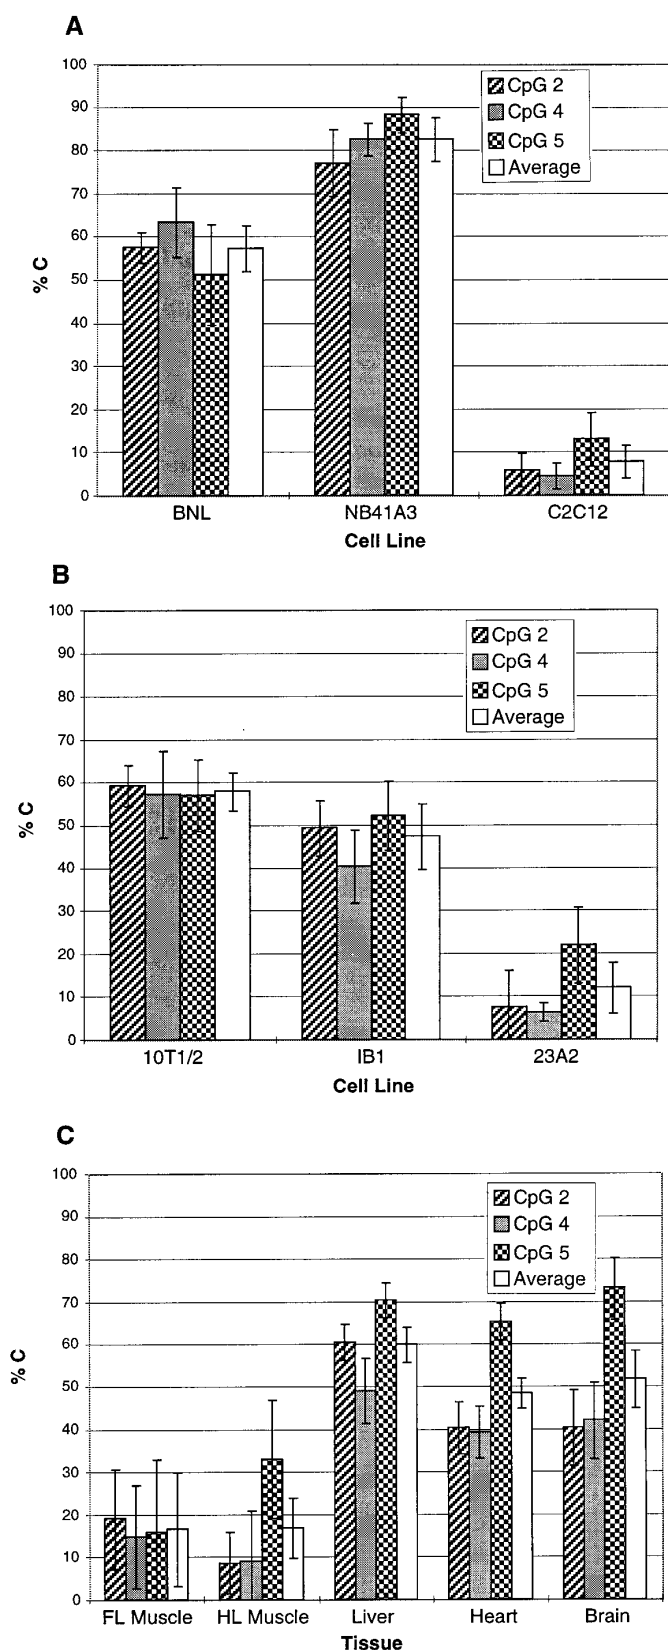 A
100
90
80
70
60
50
40
30
20
10
0
% C
CpG 2
CpG 4
CpG 5
Average
BNL NB41A3 C2C12
Cell Line
B
100
90
80
70
60
50
40
30
20
10
0
% C
CpG 2
CpG 4
CpG 5
Average
10T1/2 IB1 23A2
Cell Line
C
100
90
80
70
60
50
40
30
20
10
0
% C
CpG 2
CpG 4
CpG 5
Average
FL Muscle HL Muscle Liver Heart Brain
Tissue